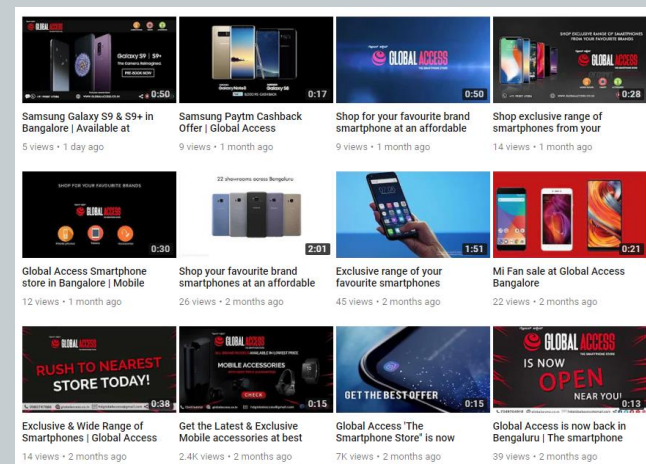 GLOBAL ACCESS
Galaxy S9 | S9+
The Camera Reimagined.
PRE BOOK NOW
0:50
0:17
GLOBAL ACCESS
0:50
SHOP EXCLUSIVE RANGE OF SMARTPHONES
FROM YOUR FAVOURITE BRANDS
GLOBAL ACCESS
0:28
Samsung Galaxy S9 & S9+ in
Bangalore | Available at
5 views • 1 day ago
Samsung Paytm Cashback
Offer | Global Access
9 views • 1 month ago
Shop for your favourite brand
smartphone at an affordable
9 views • 1 month ago
Shop exclusive range of
smartphones from your
14 views • 1 month ago
SHOP FOR YOUR FAVOURITE BRANDS
GLOBAL ACCESS
0:30
22 showrooms across Bengaluru
2:01
1:51
0:21
Global Access Smartphone
store in Bangalore | Mobile
12 views • 1 month ago
Shop your favourite brand
smartphones at an affordable
26 views • 2 months ago
Exclusive range of your
favourite smartphones
45 views • 2 months ago
Mi Fan sale at Global Access
Bangalore
22 views • 2 months ago
GLOBAL ACCESS
RUSH TO NEAREST
STORE TODAY!
0:38
GLOBAL ACCESS
AVAILABLE IN LOWEST PRICE
MOBILE ACCESSORIES
CHECK
0:15
GET THE BEST OFFER
0:15
GLOBAL ACCESS
THE SMARTPHONE STORE
IS NOW
OPEN
NEAR YOU!
0:13
Exclusive & Wide Range of
Smartphones | Global Access
14 views • 2 months ago
Get the Latest & Exclusive
Mobile accessories at best
2.4K views • 2 months ago
Global Access 'The
Smartphone Store" is now
7K views • 2 months ago
Global Access is now back in
Bengaluru | The smartphone
39 views • 2 months ago